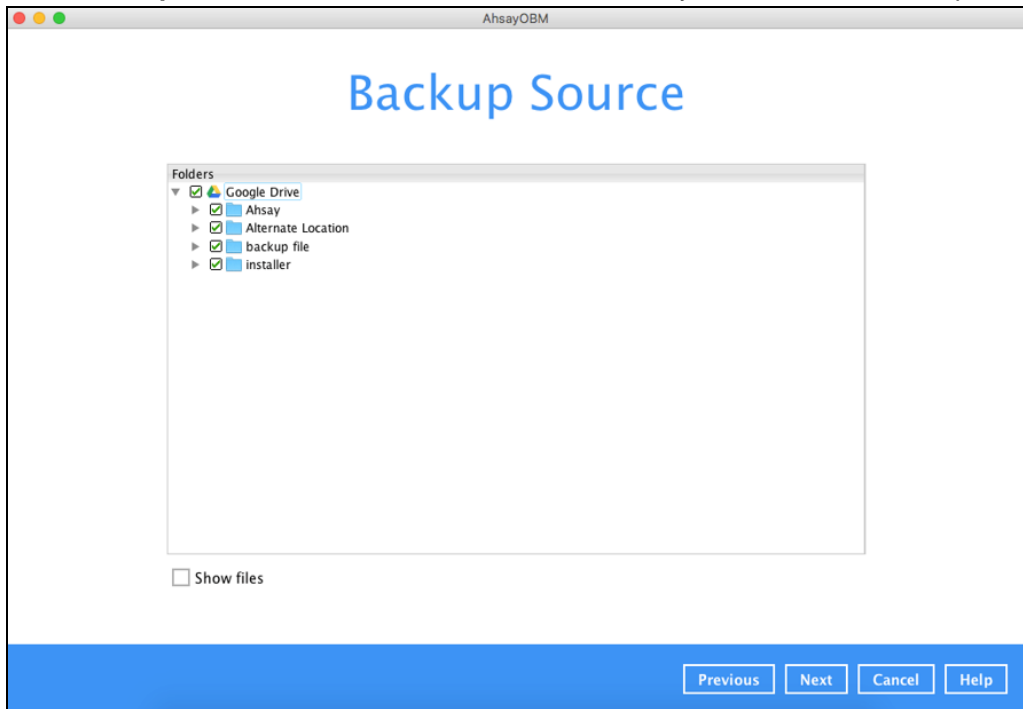 AhsayOBM
Backup Source
Folders
Google Drive
Ahsay
Alternate Location
backup file
installer
Show files
Previous Next Cancel Help